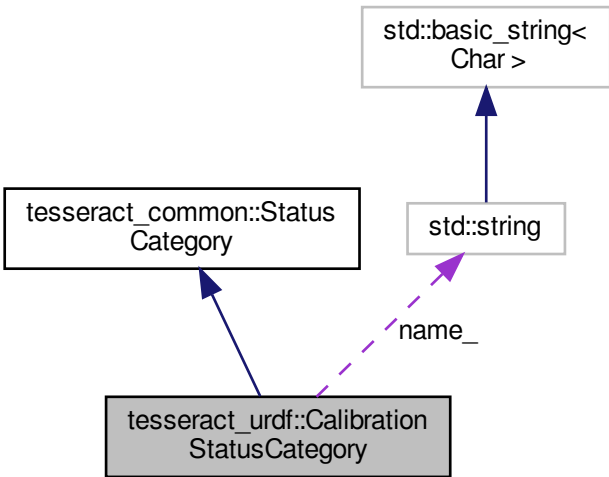 std::basic_string<
Char >
tesseract_common::Status
Category
std::string
name_
tesseract_urdf::Calibration
StatusCategory